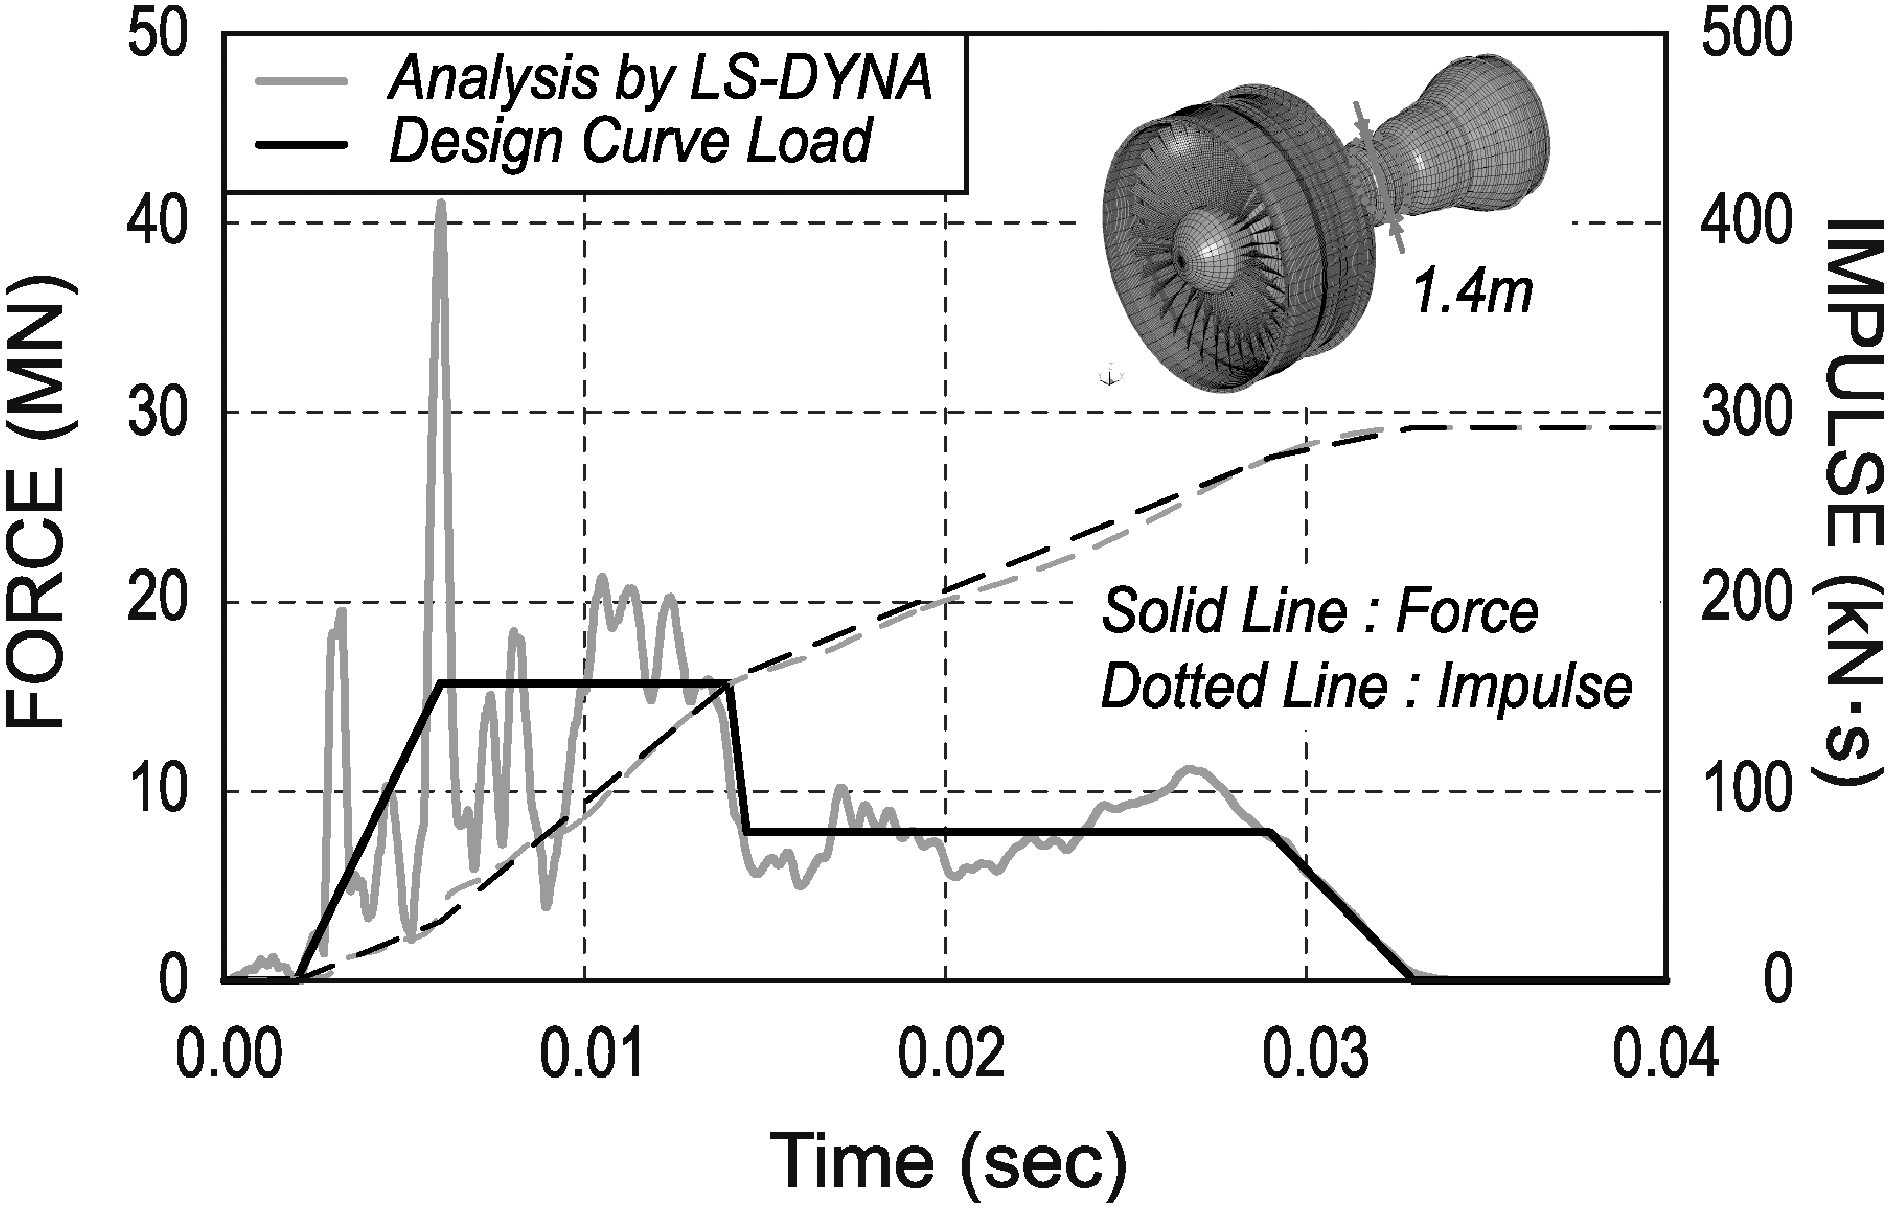 50
500
Analysis by LS-DYNA
Design Curve Load
40
400
1.4m
30
300
FORCE (MN)
IMPULSE (kN·s)
20
200
Solid Line : Force
Dotted Line : Impulse
10
100
0
0
0.00
0.01
0.02
0.03
0.04
Time (sec)